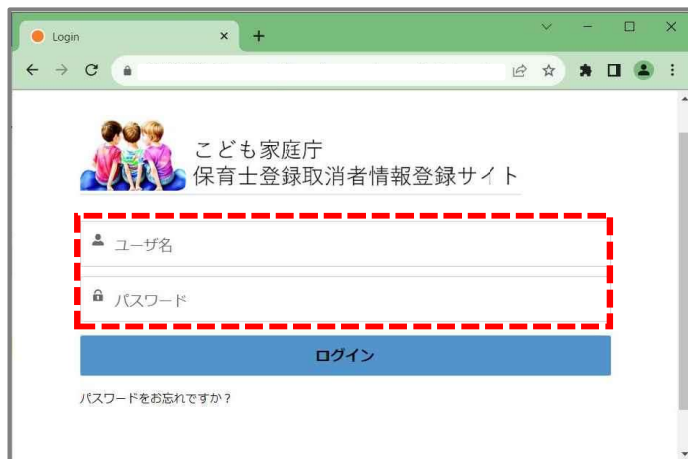 Login
こども家庭庁
保育士登録取消者情報登録サイト
ユーザ名
パスワード
ログイン
パスワードをお忘れですか？